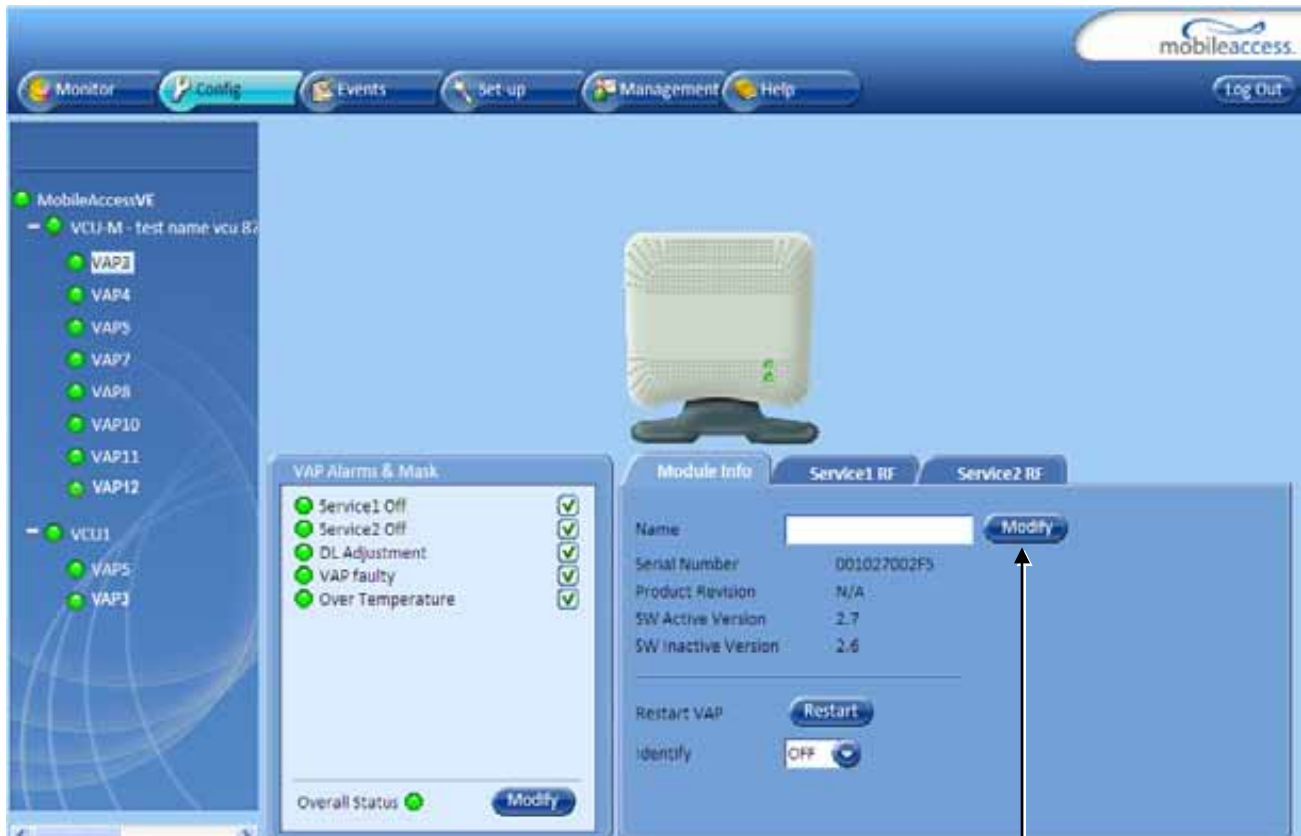 mobileaccess.
Monitor Config Events Set-up Management Help Log Out
MobileAccessVE
VCU-M - test name vcu 87
VAP3
VAP4
VAP5
VAP7
VAP8
VAP10
VAP11
VAP12
VCU1
VAP5
VAP3
VAP Alarms & Mask
Service1 Off
Service2 Off
DL Adjustment
VAP faulty
Over Temperature
Overall Status Modify
Module Info Service1 RF Service2 RF
Name Modify
Serial Number 001027002F5
Product Revision N/A
SW Active Version 2.7
SW Inactive Version 2.6
Restart VAP Restart
Identify OFF